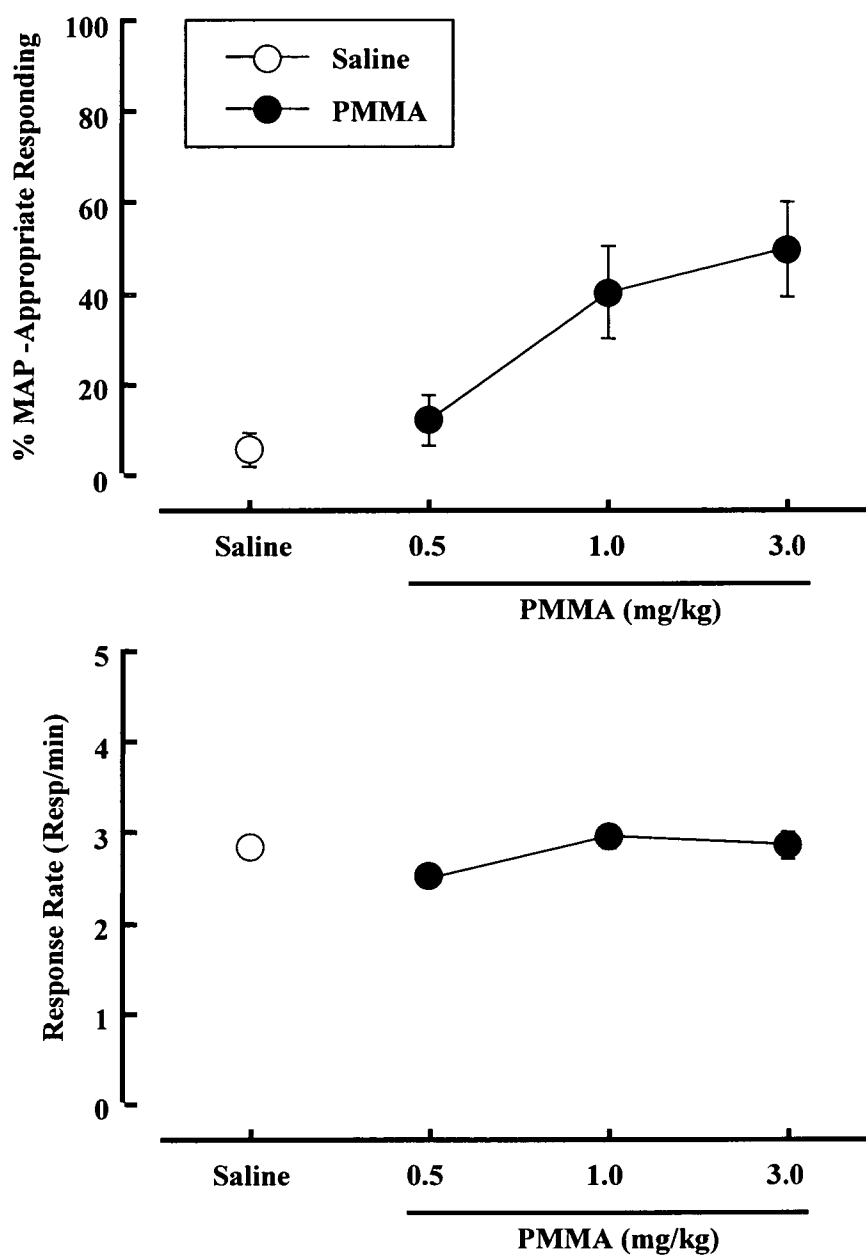 100
80
60
40
20
0
% MAP -Appropriate Responding
Saline
PMMA
Saline 0.5 1.0 3.0
PMMA (mg/kg)
5
4
3
2
1
0
Response Rate (Resp/min)
Saline 0.5 1.0 3.0
PMMA (mg/kg)